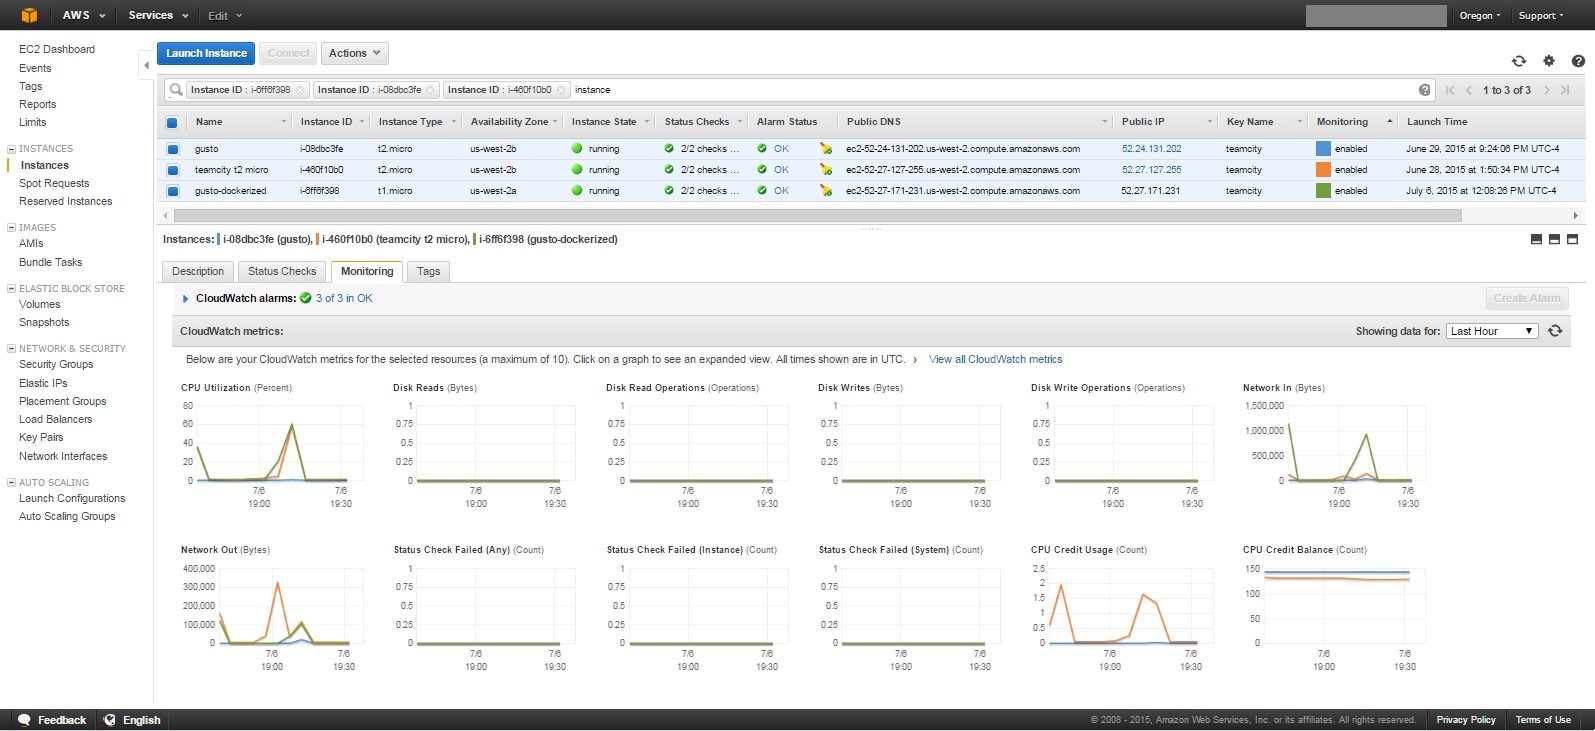 AWS Services Edit Oregon Support
EC2 Dashboard
Events
Tags
Reports
Limits
INSTANCES
Instances
Spot Requests
Reserved Instances
IMAGES
AMIs
Bundle Tasks
ELASTIC BLOCK STORE
Volumes
Snapshots
NETWORK & SECURITY
Security Groups
Elastic IPs
Placement Groups
Load Balancers
Key Pairs
Network Interfaces
AUTO SCALING
Launch Configurations
Auto Scaling Groups
Launch Instance Connect Actions
Instance ID : i-6ff6f398 Instance ID : i-08dbc3fe Instance ID : i-460f10b0 instance 1 to 3 of 3
Name Instance ID Instance Type Availability Zone Instance State Status Checks Alarm Status Public DNS Public IP Key Name Monitoring Launch Time
gusto i-08dbc3fe t2.micro us-west-2b running 2/2 checks ... OK ec2-52-24-131-202.us-west-2.compute.amazonaws.com 52.24.131.202 teamcity enabled June 29, 2015 at 9:24:06 PM UTC-4
teamcity t2 micro i-460f10b0 t2.micro us-west-2b running 2/2 checks ... OK ec2-52-27-127-255.us-west-2.compute.amazonaws.com 52.27.127.255 teamcity enabled June 28, 2015 at 1:50:34 PM UTC-4
gusto-dockerized i-6ff6f398 t1.micro us-west-2a running 2/2 checks ... OK ec2-52-27-171-231.us-west-2.compute.amazonaws.com 52.27.171.231 teamcity enabled July 6, 2015 at 12:08:26 PM UTC-4
Instances: i-08dbc3fe (gusto), i-460f10b0 (teamcity t2 micro), i-6ff6f398 (gusto-dockerized)
Description Status Checks Monitoring Tags
CloudWatch alarms: 3 of 3 in OK Create Alarm
CloudWatch metrics: Showing data for: Last Hour
Below are your CloudWatch metrics for the selected resources (a maximum of 10). Click on a graph to see an expanded view. All times shown are in UTC. › View all CloudWatch metrics
CPU Utilization (Percent)
80
60
40
20
0
7/6 7/6
19:00 19:30
Disk Reads (Bytes)
1
0.75
0.5
0.25
0
7/6 7/6
19:00 19:30
Disk Read Operations (Operations)
1
0.75
0.5
0.25
0
7/6 7/6
19:00 19:30
Disk Writes (Bytes)
1
0.75
0.5
0.25
0
7/6 7/6
19:00 19:30
Disk Write Operations (Operations)
1
0.75
0.5
0.25
0
7/6 7/6
19:00 19:30
Network In (Bytes)
1,500,000
1,000,000
500,000
0
7/6 7/6
19:00 19:30
Network Out (Bytes)
400,000
300,000
200,000
100,000
0
7/6 7/6
19:00 19:30
Status Check Failed (Any) (Count)
1
0.75
0.5
0.25
0
7/6 7/6
19:00 19:30
Status Check Failed (Instance) (Count)
1
0.75
0.5
0.25
0
7/6 7/6
19:00 19:30
Status Check Failed (System) (Count)
1
0.75
0.5
0.25
0
7/6 7/6
19:00 19:30
CPU Credit Usage (Count)
2.5
2
1.5
1
0.5
0
7/6 7/6
19:00 19:30
CPU Credit Balance (Count)
150
100
50
0
7/6 7/6
19:00 19:30
Feedback English © 2008 - 2015, Amazon Web Services, Inc. or its affiliates. All rights reserved. Privacy Policy Terms of Use